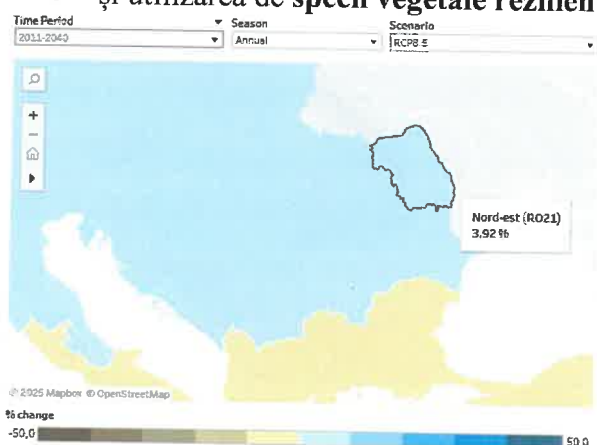 și utilizarea de specii vegetale rezilien
Time Period
Season
Scenario
2011-2040
Annual
RCP8.5
Nord-est (RO21)
3,92 %
© 2025 Mapbox © OpenStreetMap
% change
-50,0
50,0